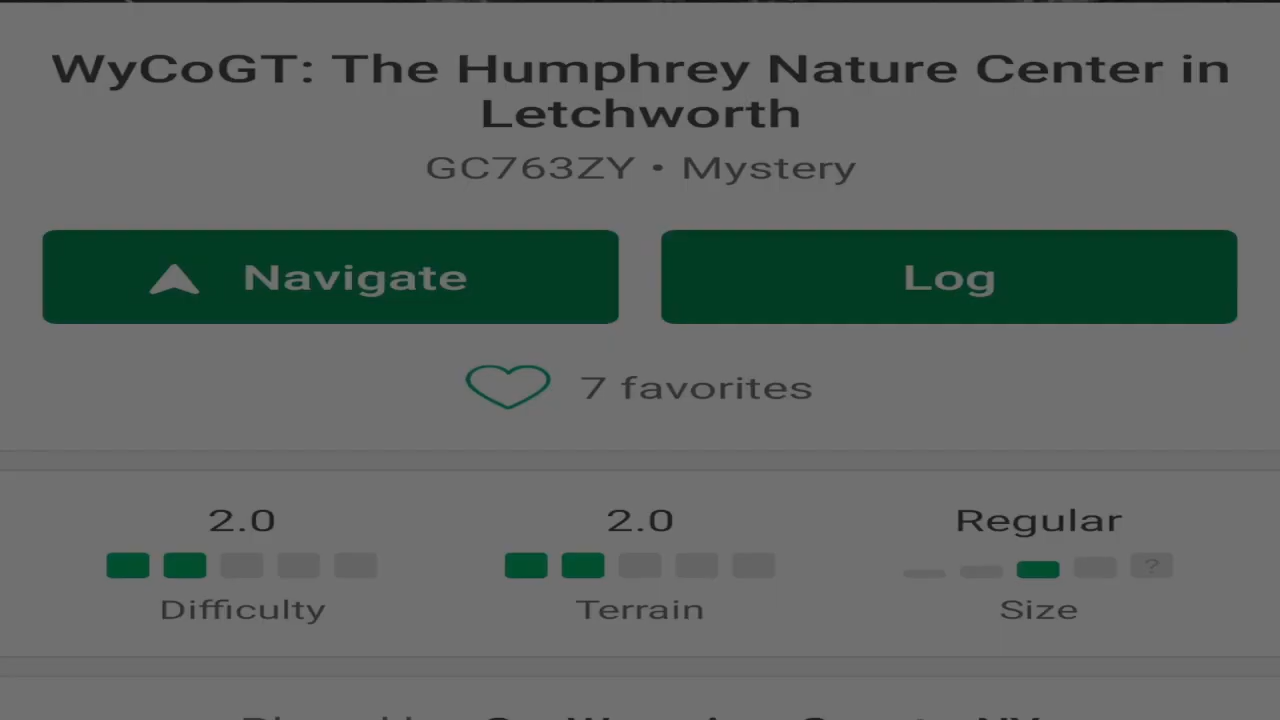 WyCoGT: The Humphrey Nature Center in
Letchworth
GC763ZY • Mystery
Navigate
Log
7 favorites
2.0
2.0
Regular
?
Difficulty
Terrain
Size